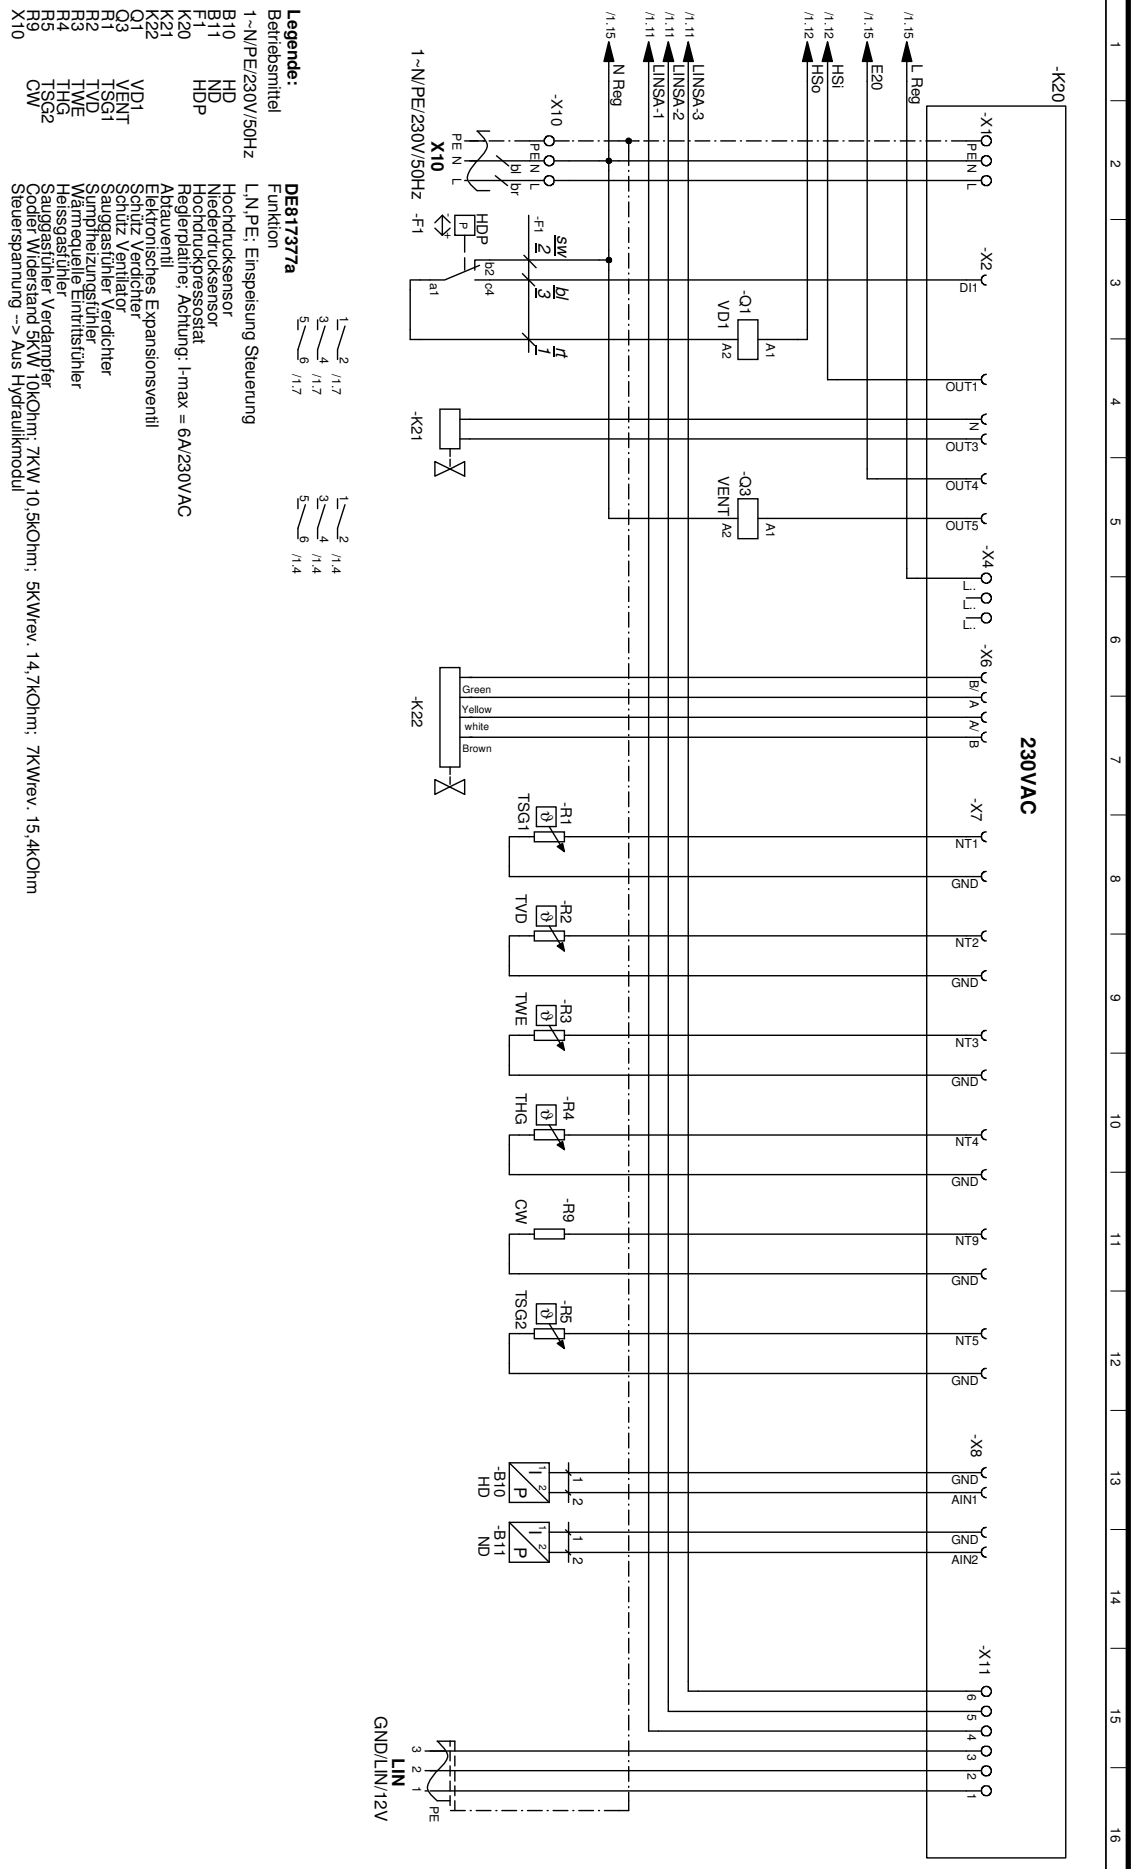 1 2 3 4 5 6 7 8 9 10 11 12 13 14 15 16
-K20
230VAC
-X1 -X2 -X4 -X6 -X7 -X8 -X11
PE N L DI1 OUT1 N OUT3 OUT4 OUT5 L¡ L¡ L¡ B/ A A/ B NT1 GND NT2 GND NT3 GND NT4 GND NT9 GND NT5 GND GND AIN1 GND AIN2 6 5 4 3 2 1
/1.15 L Reg
/1.15 E20
/1.12 HSi
/1.12 HSo
/1.11 LINSA-3
/1.11 LINSA-2
/1.11 LINSA-1
/1.15 N Reg
-Q1
VD1
A1
A2
-Q3
VENT
A1
A2
-X10
PE N L
bl br
PE N L
X10
1~N/PE/230V/50Hz
-F1
sw bl rt
2 3 1
HDP
P
b2 c4
a1
-F1
-K21
Green Yellow white Brown
-K22
-R1
TSG1
ϑ
-R2
TVD
ϑ
-R3
TWE
ϑ
-R4
THG
ϑ
-R9
CW
-R5
TSG2
ϑ
1 2
1 2
I
P
-B10
HD
1 2
1 2
I
P
-B11
ND
3 2 1
PE
LIN
GND/LIN/12V
1 2 /1.7
3 4 /1.7
5 6 /1.7
1 2 /1.4
3 4 /1.4
5 6 /1.4
Legende: DE817377a
Betriebsmittel Funktion
1~N/PE/230V/50Hz L,N,PE; Einspeisung Steuerung
B10 HD Hochdrucksensor
B11 ND Niederdrucksensor
F1 HDP Hochdruckpressostat
K20 Reglerplatine; Achtung: I-max = 6A/230VAC
K21 Abtauventil
K22 Elektronisches Expansionsventil
Q1 VD1 Schütz Verdichter
Q3 VENT Schütz Ventilator
R1 TSG1 Sauggasfühler Verdichter
R2 TVD Sumpfheizungsfühler
R3 TWE Wärmequelle Eintrittsfühler
R4 THG Heissgasfühler
R5 TSG2 Sauggasfühler Verdampfer
R9 CW Codier Widerstand 5KW 10kOhm; 7KW 10,5kOhm; 5KWrev. 14,7kOhm; 7KWrev. 15,4kOhm
X10 Steuerspannung --> Aus Hydraulikmodul